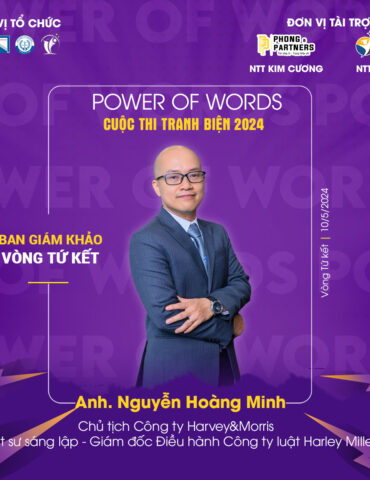 VỊ TỔ CHỨC
ĐƠN VỊ TÀI TRỢ
PHONG & PARTNERS
NTT KIM CƯƠNG
NTT
POWER OF WORDS
CUỘC THI TRANH BIỆN 2024
BAN GIÁM KHẢO
VÒNG TỨ KẾT
Vòng Tứ kết | 10/5/2024
Anh. Nguyễn Hoàng Minh
Chủ tịch Công ty Harvey&Morris
t sư sáng lập - Giám đốc Điều hành Công ty luật Harley Mille